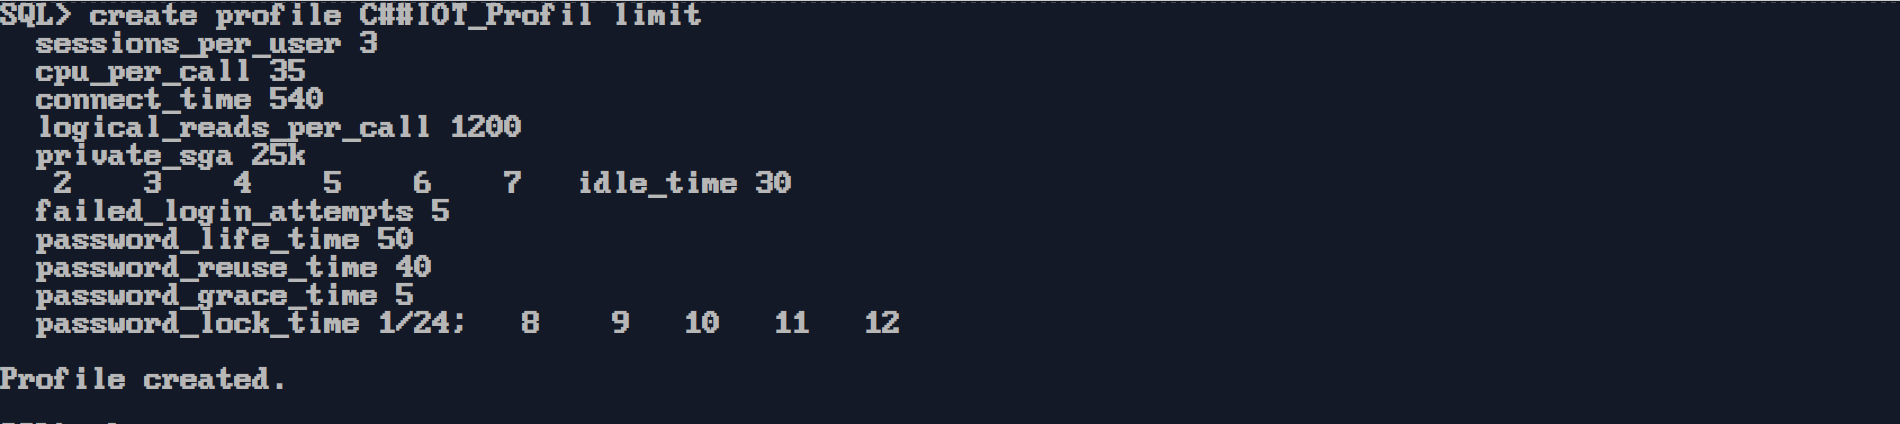 SQL> create profile C##IOT_Profil limit
sessions_per_user 3
cpu_per_call 35
connect_time 540
logical_reads_per_call 1200
private_sga 25k
2 3 4 5 6 7 idle_time 30
failed_login_attempts 5
password_life_time 50
password_reuse_time 40
password_grace_time 5
password_lock_time 1/24; 8 9 10 11 12
Profile created.